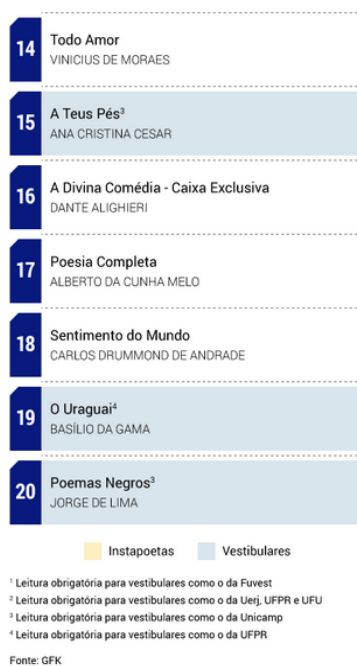 14
Todo Amor
VINICIUS DE MORAES
15
A Teus Pés³
ANA CRISTINA CESAR
16
A Divina Comédia - Caixa Exclusiva
DANTE ALIGHIERI
17
Poesia Completa
ALBERTO DA CUNHA MELO
18
Sentimento do Mundo
CARLOS DRUMMOND DE ANDRADE
19
O Uraguai⁴
BASÍLIO DA GAMA
20
Poemas Negros³
JORGE DE LIMA
Instapoetas Vestibulares
¹ Leitura obrigatória para vestibulares como o da Fuvest
² Leitura obrigatória para vestibulares como o da Uerj, UFPR e UFU
³ Leitura obrigatória para vestibulares como o da Unicamp
⁴ Leitura obrigatória para vestibulares como o da UFPR
Fonte: GFK